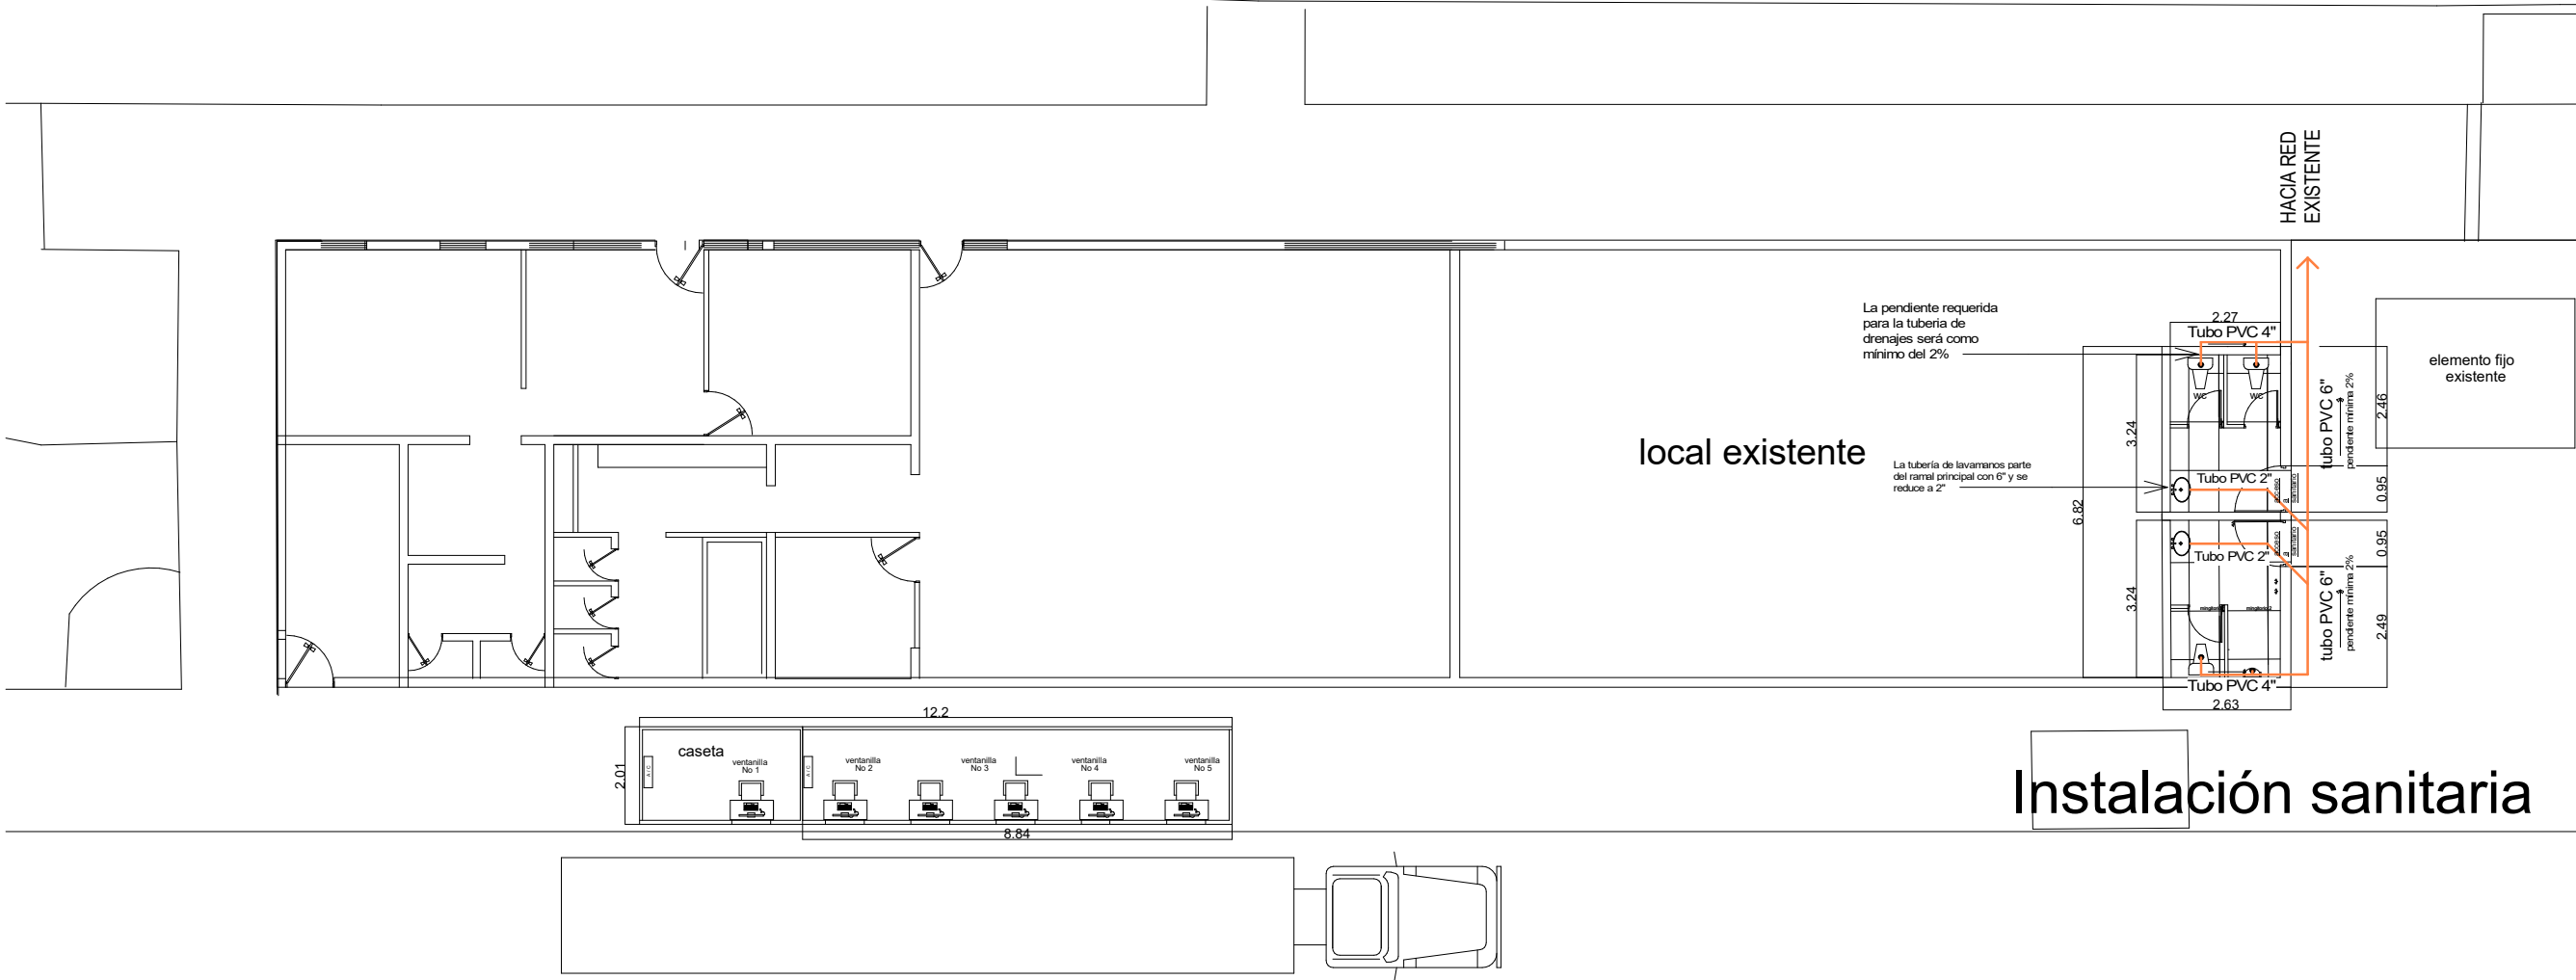 HACIA RED
EXISTENTE
La pendiente requerida
para la tuberia de
drenajes será como
mínimo del 2%
2.27
Tubo PVC 4"
elemento fijo
existente
WC
WC
3.24
tubo PVC 6"
pendiente mínima 2%
2.46
local existente
La tubería de lavamanos parte
del ramal principal con 6" y se
reduce a 2"
Tubo PVC 2"
acceso
a
sanitario
0.95
6.82
Tubo PVC 2"
acceso
a
sanitario
0.95
3.24
tubo PVC 6"
pendiente mínima 2%
2.49
Tubo PVC 4"
2.63
12.2
2.01
caseta
A/C
ventanilla
No 1
A/C
ventanilla
No 2
ventanilla
No 3
ventanilla
No 4
ventanilla
No 5
8.84
Instalación sanitaria